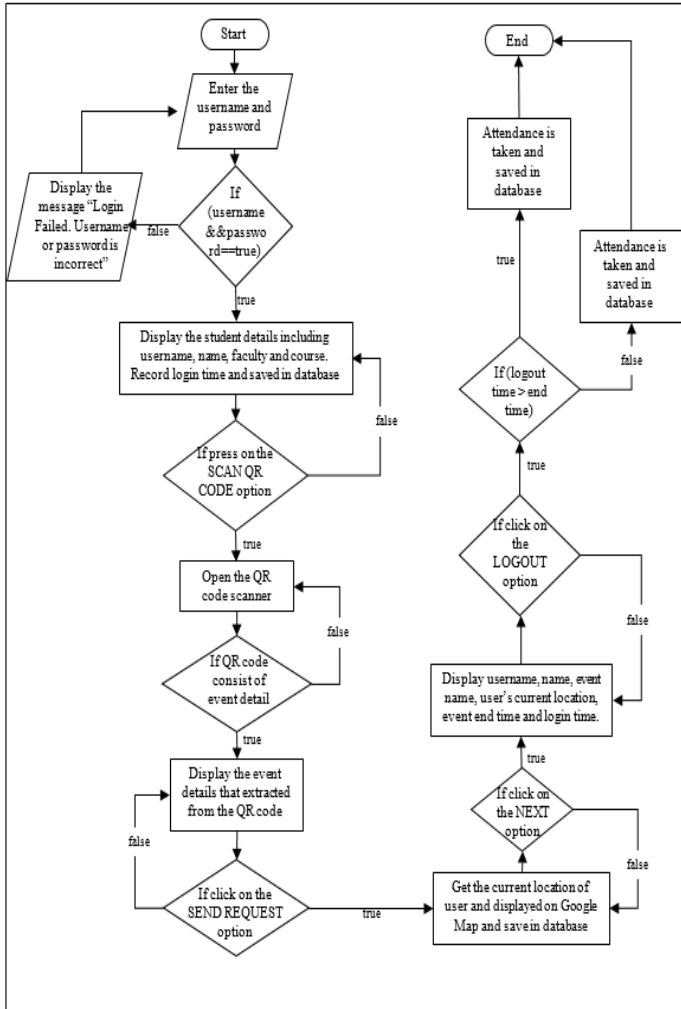 Start
Enter the
username and
password
Display the
message “Login
Failed. Username
or password is
incorrect”
false
If
(username
&&passwo
rd==true)
true
Display the student details including
username, name, faculty and course.
Record login time and saved in database
false
If press on the
SCAN QR
CODE option
true
Open the QR
code scanner
false
If QR code
consist of
event detail
true
Display the event
details that extracted
from the QR code
false
If click on the
SEND REQUEST
option
true
Get the current location of
user and displayed on Google
Map and save in database
false
If click on
the NEXT
option
true
Display username, name, event
name, user’s current location,
event end time and login time.
false
If click on
the
LOGOUT
option
true
If (logout
time > end
time)
false
true
Attendance is
taken and
saved in
database
Attendance is
taken and
saved in
database
End